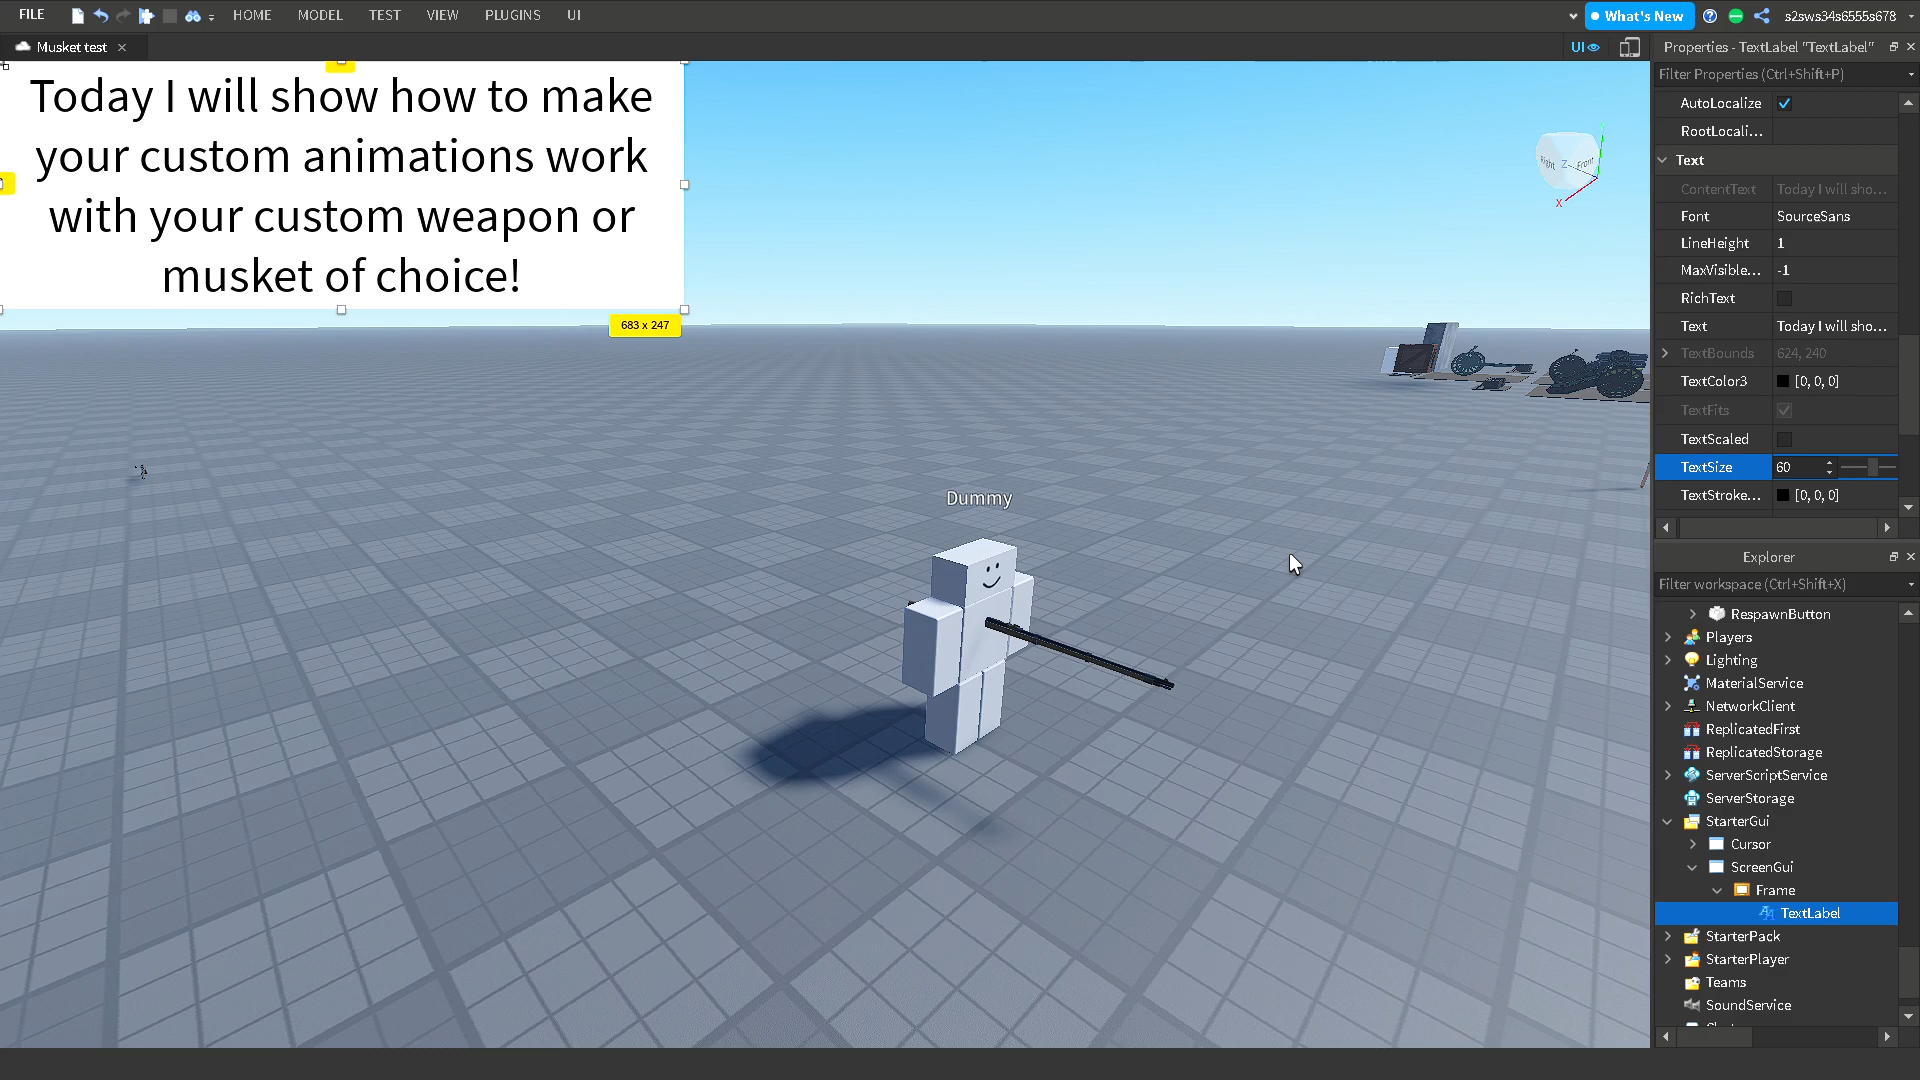 FILE
HOME
MODEL
TEST
VIEW
PLUGINS
UI
What's New
s2sws34s6555s678
Musket test
UI
Properties - TextLabel "TextLabel"
Filter Properties (Ctrl+Shift+P)
Today I will show how to make
your custom animations work
with your custom weapon or
musket of choice!
683 x 247
Right
Z
Front
X
Dummy
AutoLocalize
RootLocali...
Text
ContentText Today I will sho...
Font SourceSans
LineHeight 1
MaxVisible... -1
RichText
Text Today I will sho...
TextBounds 624, 240
TextColor3 [0, 0, 0]
TextFits
TextScaled
TextSize 60
TextStroke... [0, 0, 0]
Explorer
Filter workspace (Ctrl+Shift+X)
RespawnButton
Players
Lighting
MaterialService
NetworkClient
ReplicatedFirst
ReplicatedStorage
ServerScriptService
ServerStorage
StarterGui
Cursor
ScreenGui
Frame
TextLabel
StarterPack
StarterPlayer
Teams
SoundService